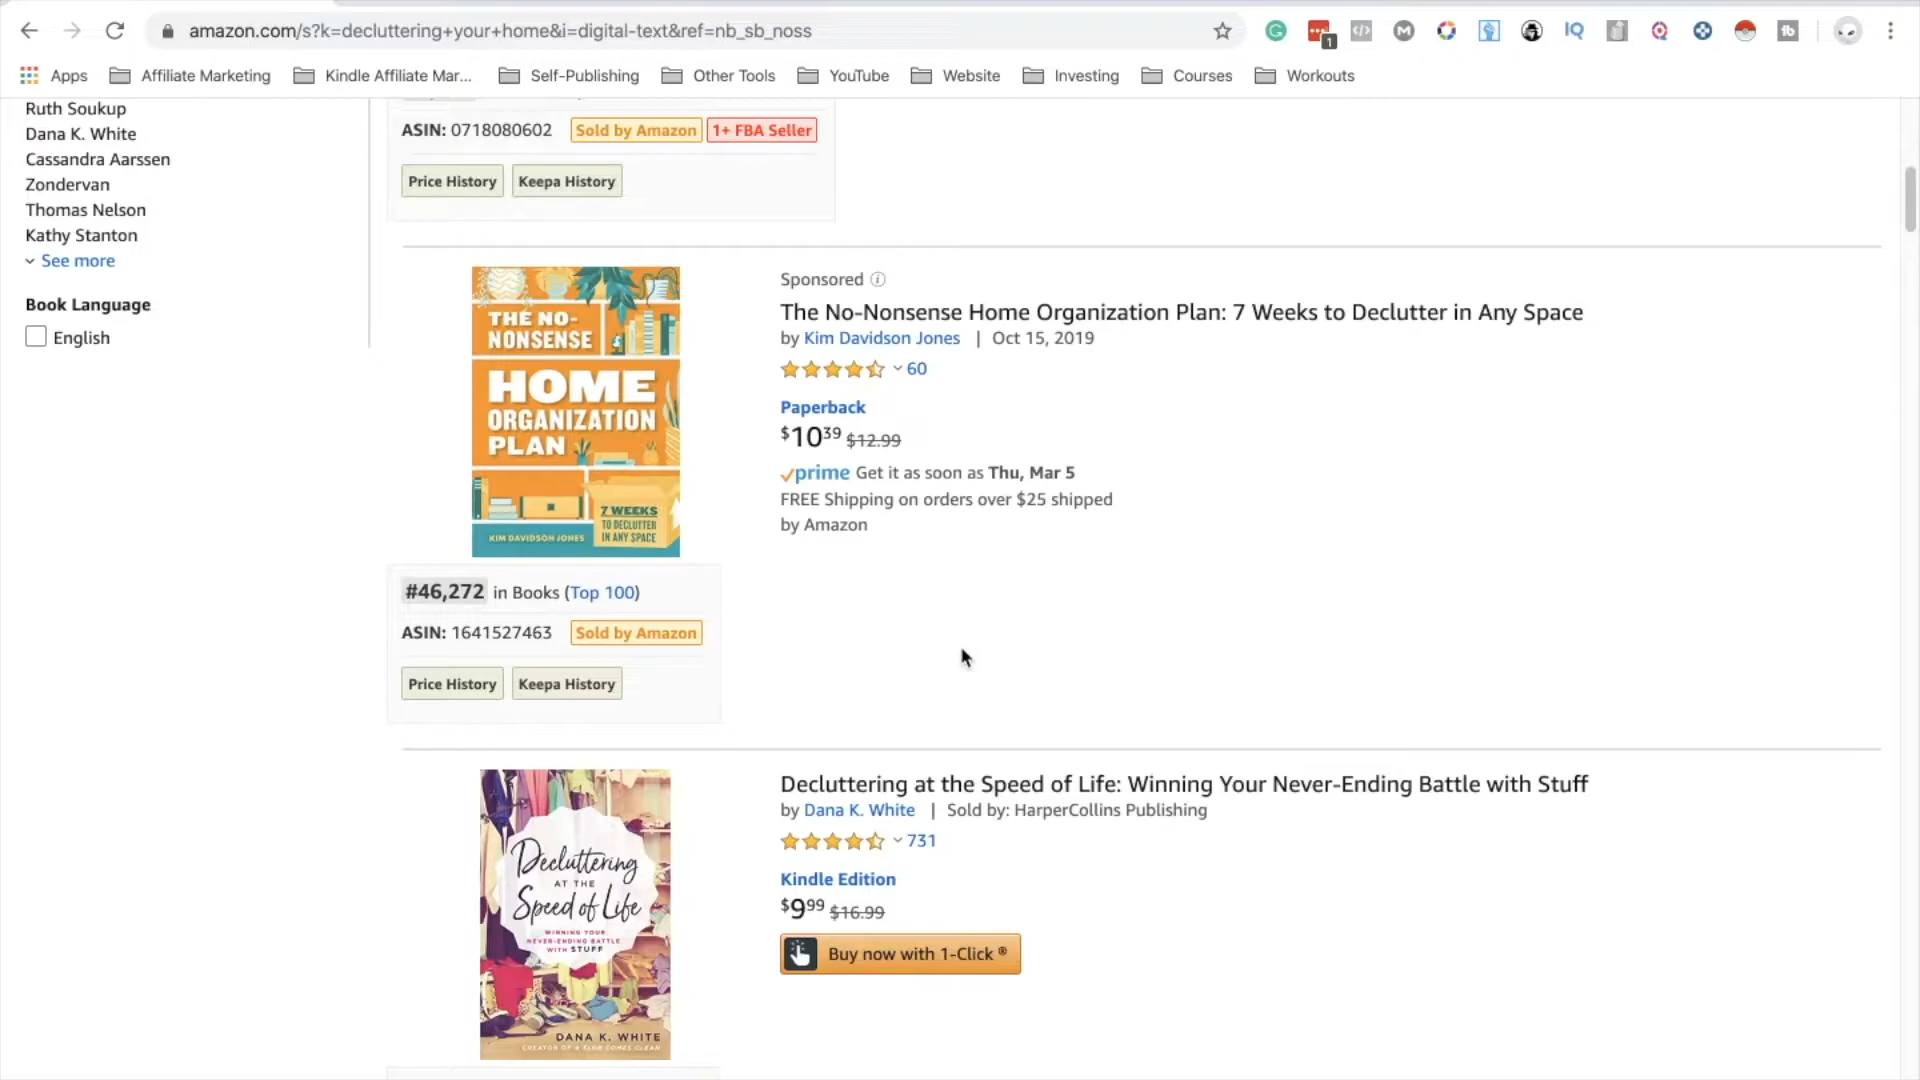 amazon.com/s?k=decluttering+your+home&i=digital-text&ref=nb_sb_noss
1
IQ
tb
Apps
Affiliate Marketing
Kindle Affiliate Mar...
Self-Publishing
Other Tools
YouTube
Website
Investing
Courses
Workouts
Ruth Soukup
Dana K. White
Cassandra Aarssen
Zondervan
Thomas Nelson
Kathy Stanton
See more
Book Language
English
ASIN: 0718080602 Sold by Amazon 1+ FBA Seller
Price History Keepa History
THE NO-
NONSENSE
HOME
ORGANIZATION
PLAN
7 WEEKS
TO DECLUTTER
IN ANY SPACE
KIM DAVIDSON JONES
Sponsored
The No-Nonsense Home Organization Plan: 7 Weeks to Declutter in Any Space
by Kim Davidson Jones | Oct 15, 2019
60
Paperback
$10 39 $12.99
prime Get it as soon as Thu, Mar 5
FREE Shipping on orders over $25 shipped
by Amazon
#46,272 in Books (Top 100)
ASIN: 1641527463 Sold by Amazon
Price History Keepa History
Decluttering
AT THE
Speed of Life
WINNING YOUR
NEVER-ENDING BATTLE
WITH STUFF
DANA K. WHITE
CREATOR OF A SLOB COMES CLEAN
Decluttering at the Speed of Life: Winning Your Never-Ending Battle with Stuff
by Dana K. White | Sold by: HarperCollins Publishing
731
Kindle Edition
$9 99 $16.99
Buy now with 1-Click ®